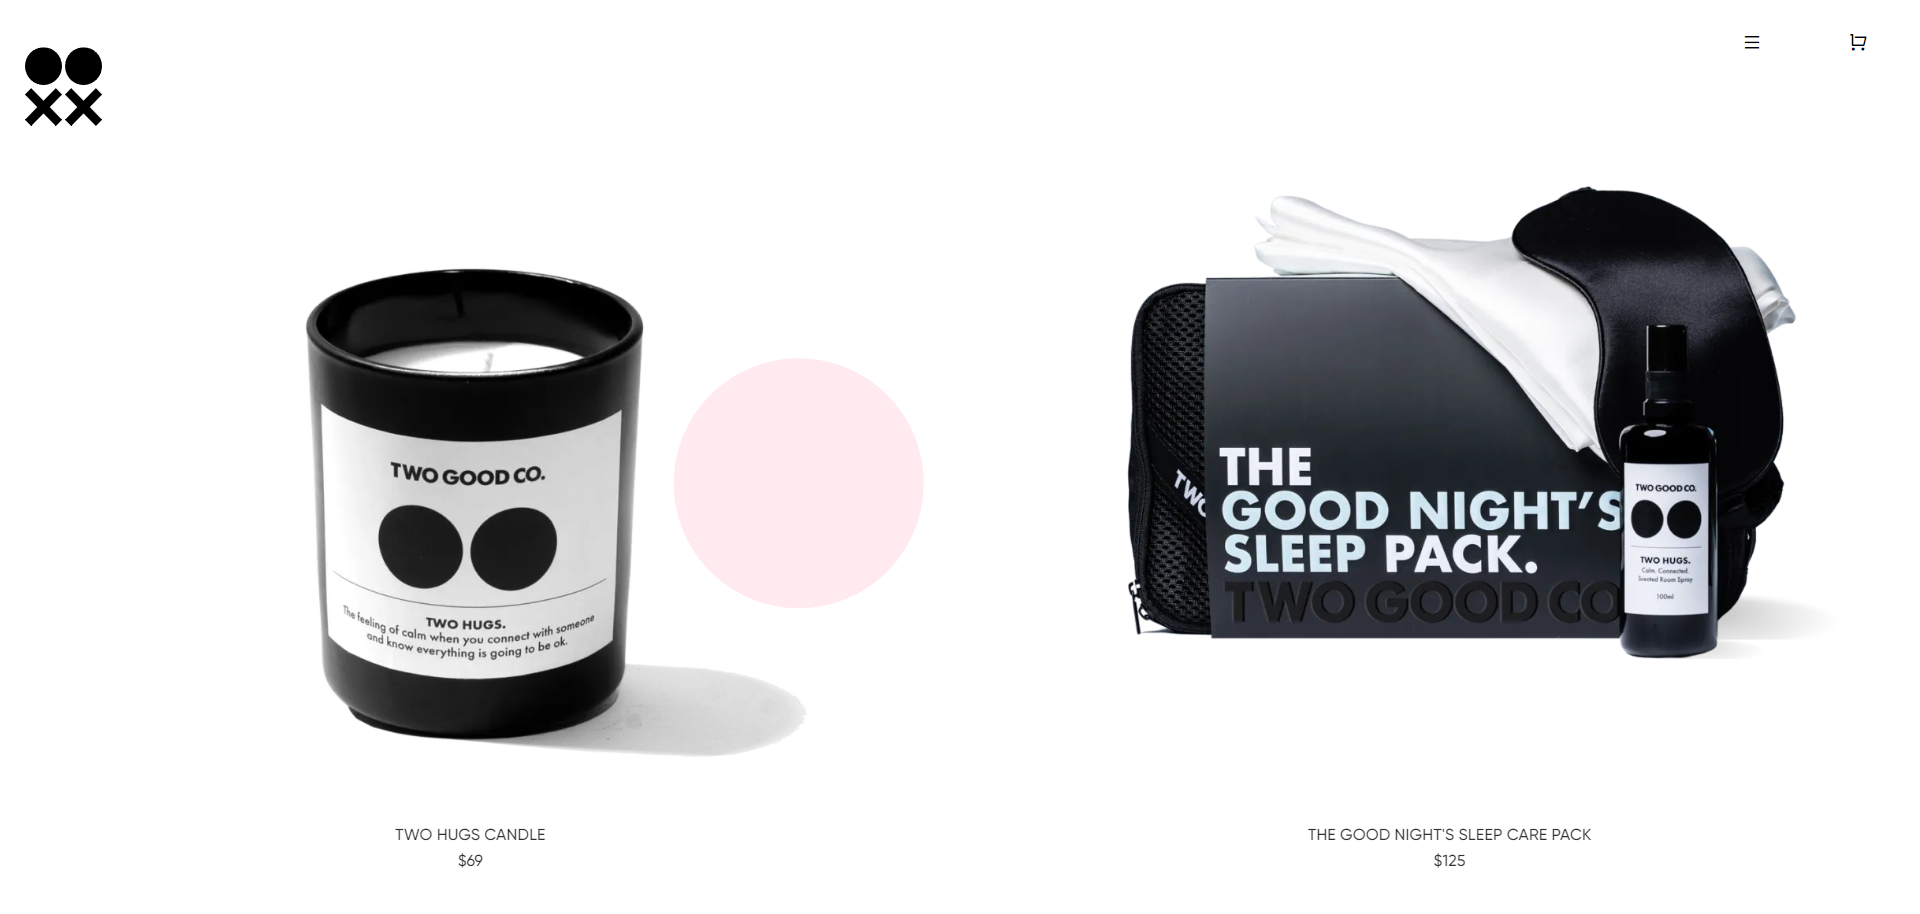 TWO GOOD CO.
TWO HUGS.
The feeling of calm when you connect with someone
and know everything is going to be ok.
TWO HUGS CANDLE
$69
TWO
THE
GOOD NIGHT'S
SLEEP PACK.
TWO GOOD CO
TWO GOOD CO.
TWO HUGS.
Calm. Connected.
Scented Room Spray
100ml
THE GOOD NIGHT'S SLEEP CARE PACK
$125